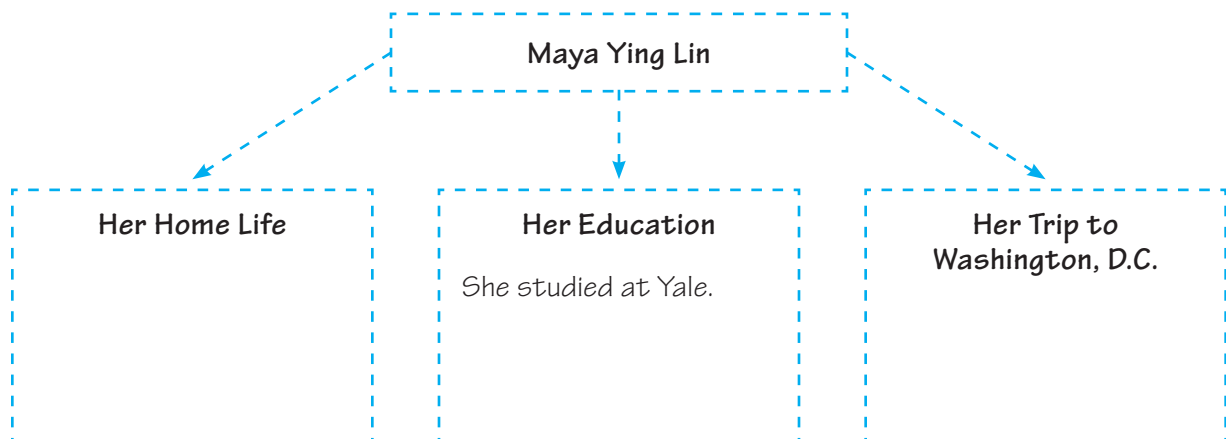 Maya Ying Lin
Her Home Life
Her Education
She studied at Yale.
Her Trip to
Washington, D.C.